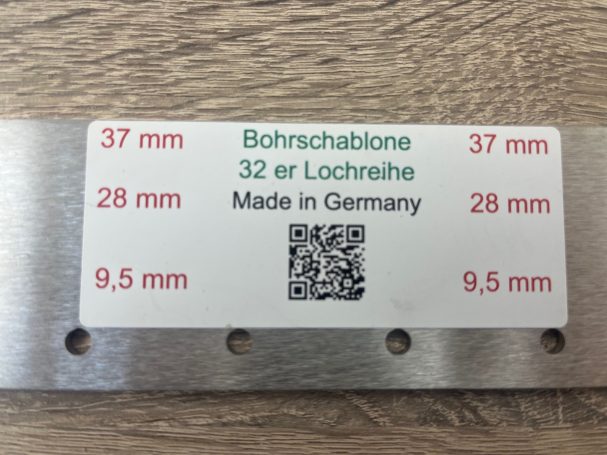 37 mm Bohrschablone 37 mm
32 er Lochreihe
28 mm Made in Germany 28 mm
9,5 mm 9,5 mm